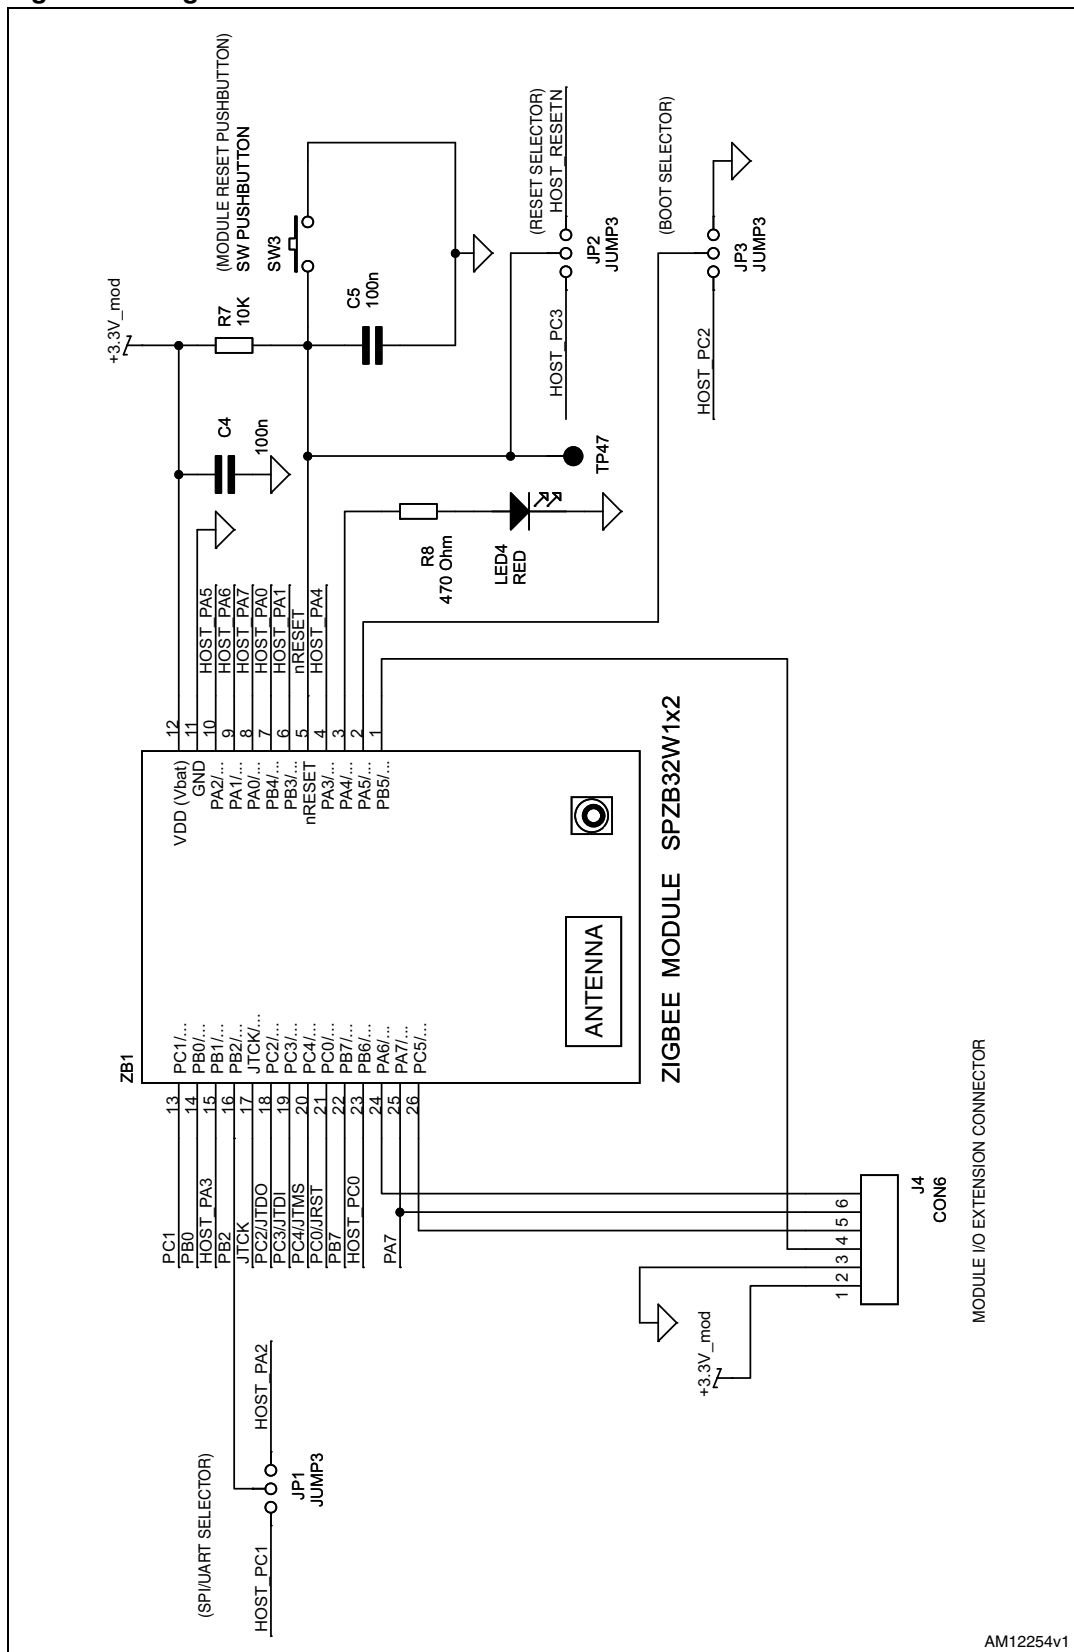 (MODULE RESET PUSHBUTTON)
SW PUSHBUTTON
SW3
+3.3V_mod
R7
10K
C5
100n
C4
100n
(RESET SELECTOR)
HOST_RESETN
JP2
JUMP3
HOST_PC3
(BOOT SELECTOR)
JP3
JUMP3
HOST_PC2
TP47
R8
470 Ohm
LED4
RED
HOST_PA5
HOST_PA6
HOST_PA7
HOST_PA0
HOST_PA1
nRESET
HOST_PA4
12
11
10
9
8
7
6
5
4
3
2
1
VDD (Vbat)
GND
PA2/...
PA1/...
PA0/...
PB4/...
PB3/...
nRESET
PA3/...
PA4/...
PA5/...
PB5/...
ZIGBEE MODULE SPZB32W1x2
ANTENNA
ZB1
PC1/...
PB0/...
PB1/...
PB2/...
JTCK/...
PC2/...
PC3/...
PC4/...
PC0/...
PB7/...
PB6/...
PA6/...
PA7/...
PC5/...
13
14
15
16
17
18
19
20
21
22
23
24
25
26
PC1
PB0
HOST_PA3
PB2
JTCK
PC2/JTDO
PC3/JTDI
PC4/JTMS
PC0/JRST
PB7
HOST_PC0
PA7
J4
CON6
1
2
3
4
5
6
MODULE I/O EXTENSION CONNECTOR
+3.3V_mod
(SPI/UART SELECTOR)
HOST_PA2
JP1
JUMP3
HOST_PC1
AM12254v1